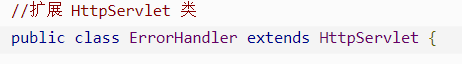 //扩展 HttpServlet 类
public class ErrorHandler extends HttpServlet {